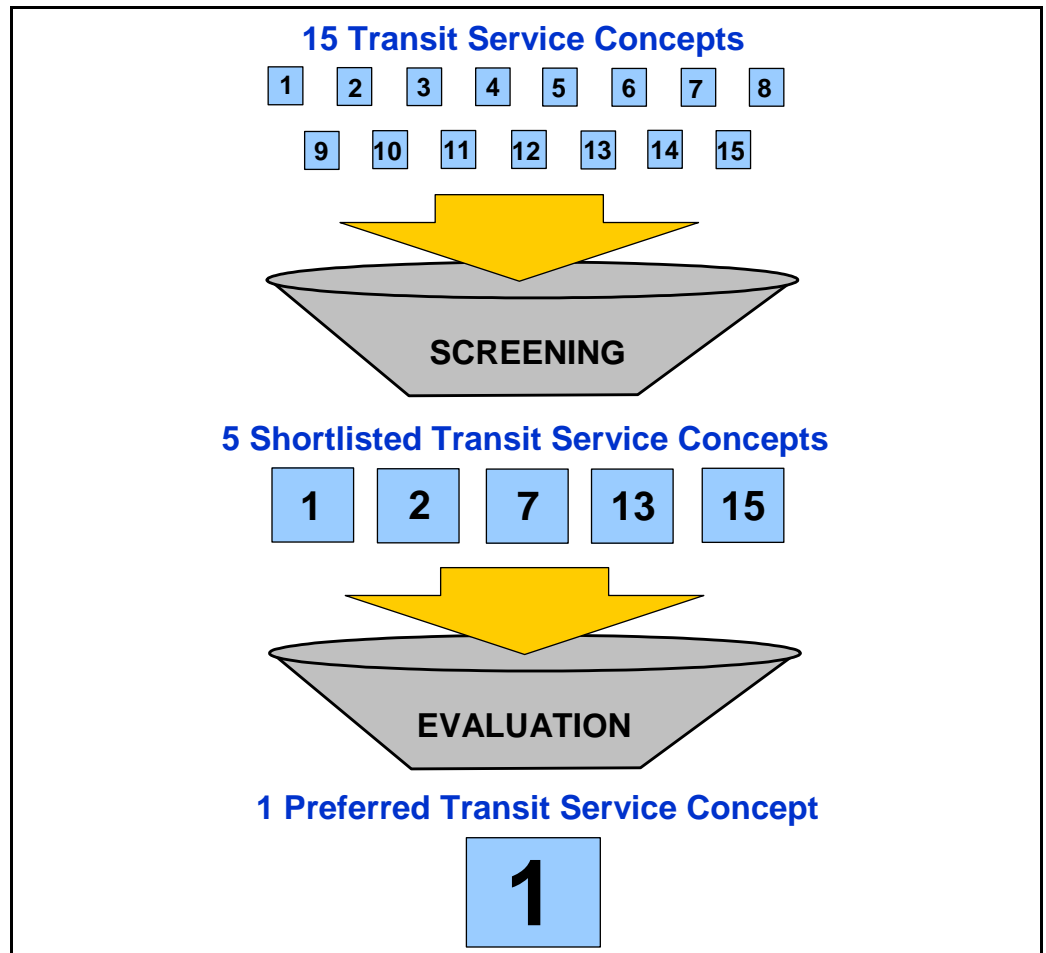 15 Transit Service Concepts
1 2 3 4 5 6 7 8
9 10 11 12 13 14 15
SCREENING
5 Shortlisted Transit Service Concepts
1 2 7 13 15
EVALUATION
1 Preferred Transit Service Concept
1